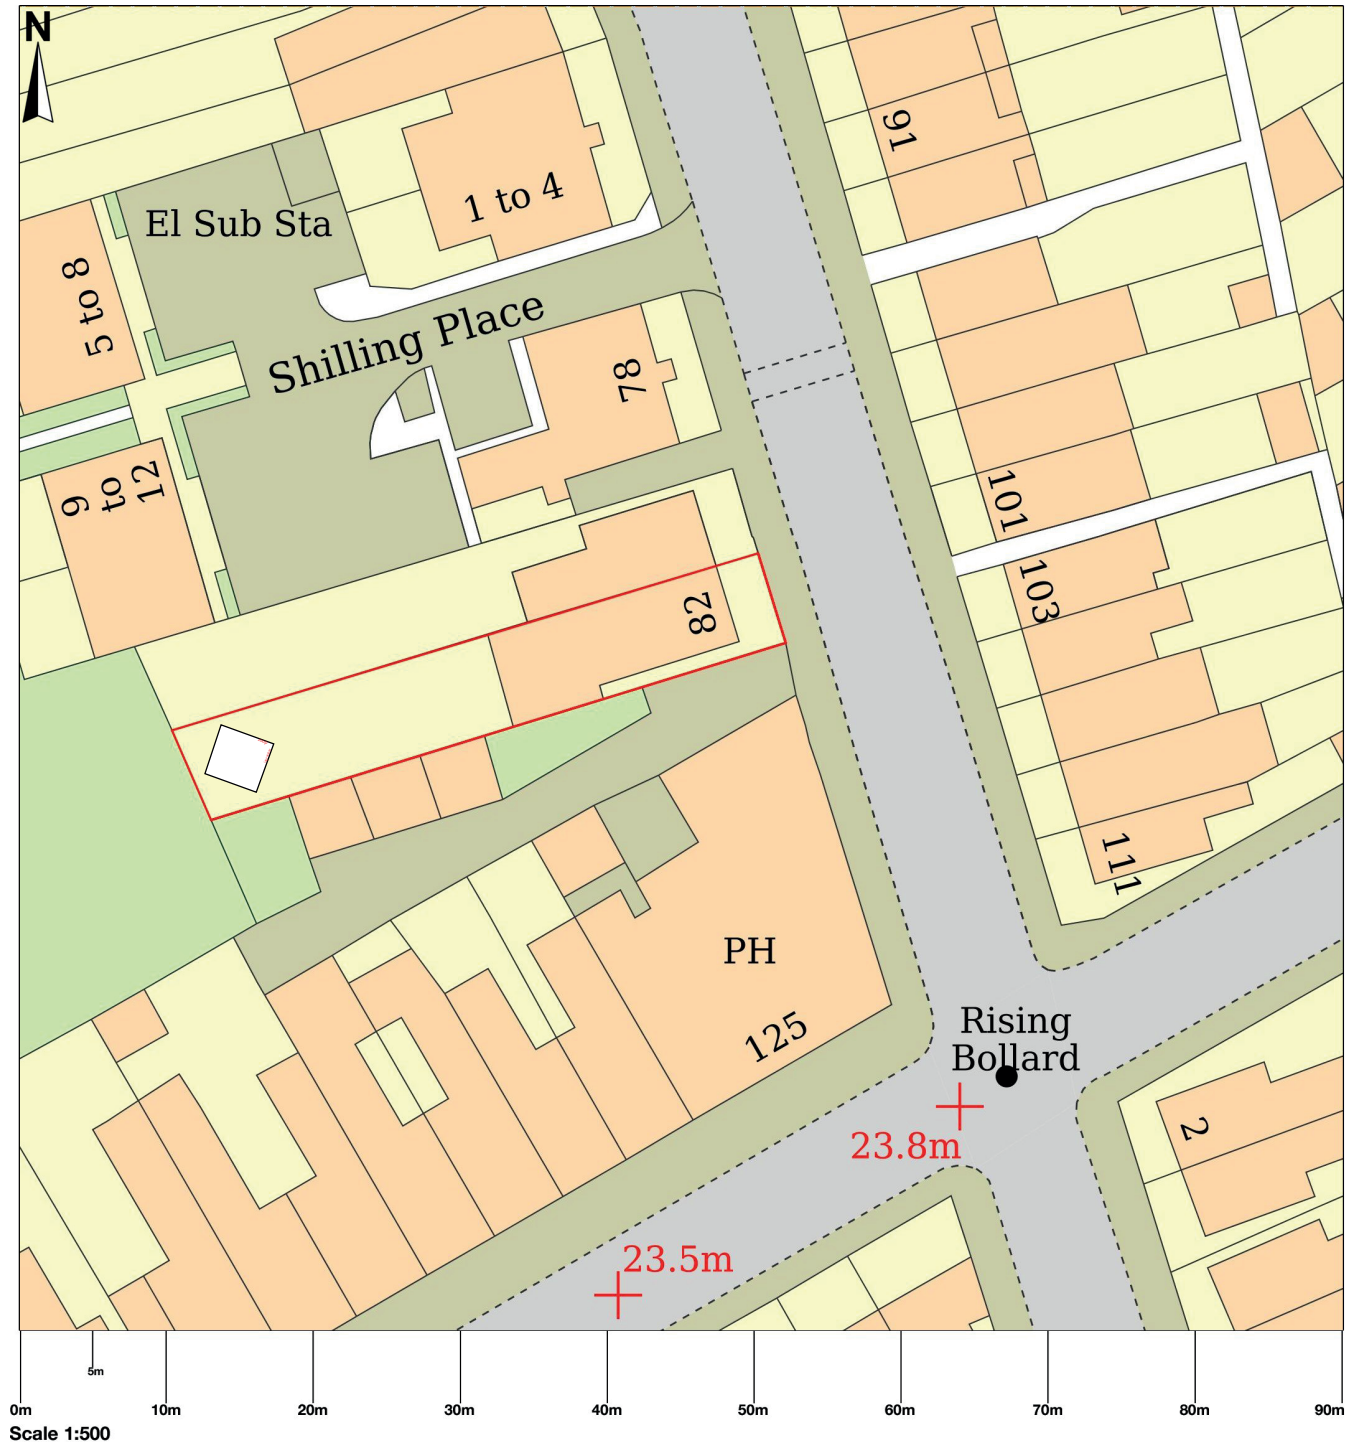 N
91
1 to 4
El Sub Sta
5 to 8
Shilling Place
78
9
to
12
101
103
82
111
PH
125
Rising
Bollard
2
23.8m
23.5m
5m
0m 10m 20m 30m 40m 50m 60m 70m 80m 90m
Scale 1:500